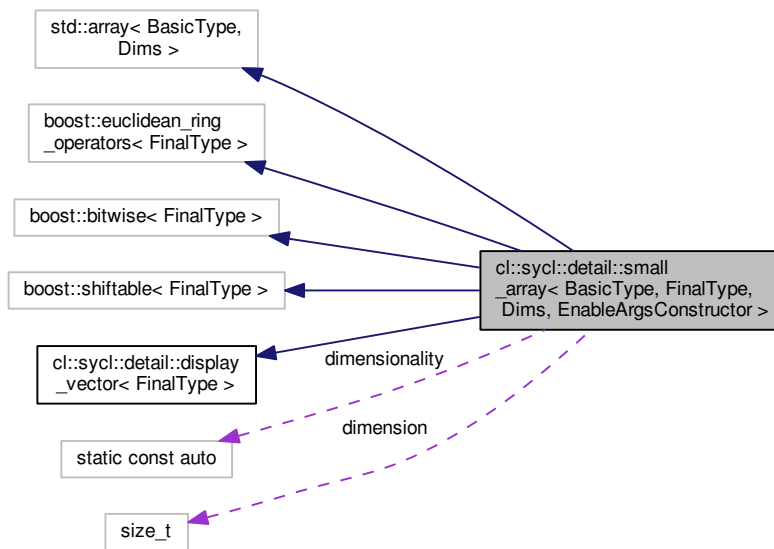 std::array< BasicType,
Dims >
boost::euclidean_ring
_operators< FinalType >
boost::bitwise< FinalType >
boost::shiftable< FinalType >
cl::sycl::detail::small
_array< BasicType, FinalType,
Dims, EnableArgsConstructor >
cl::sycl::detail::display
_vector< FinalType >
dimensionality
dimension
static const auto
size_t